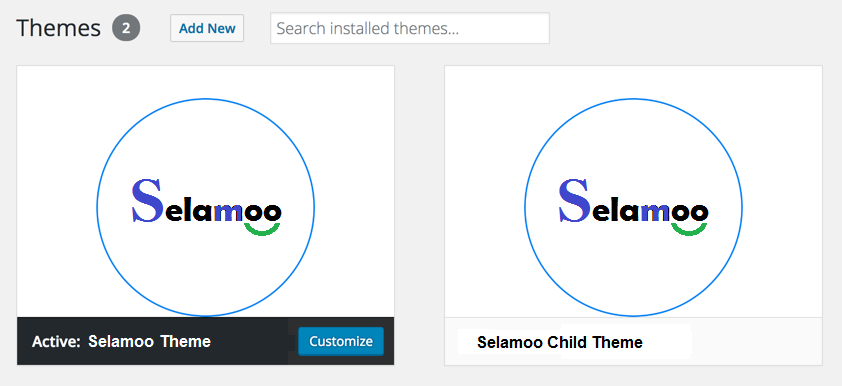 Themes 2 Add New Search installed themes...
Selamoo Selamoo
Active: Selamoo Theme Customize Selamoo Child Theme